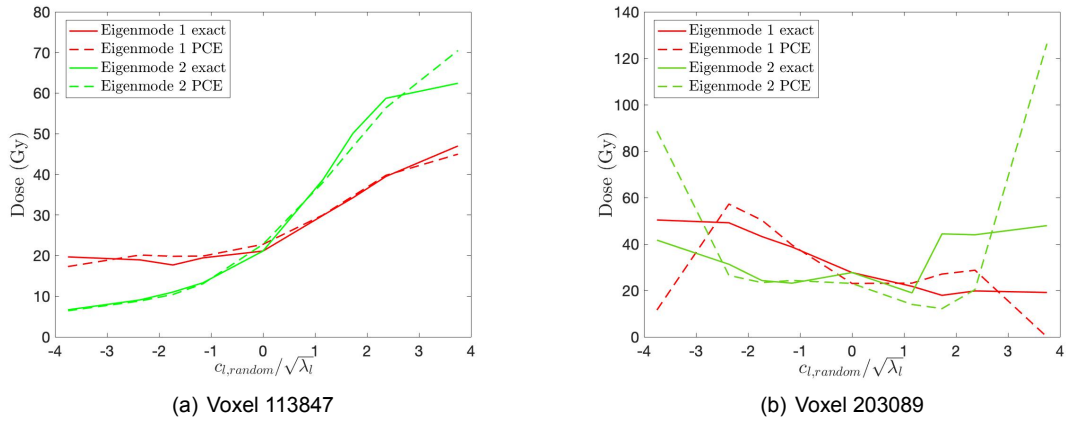 80
70
60
50
40
30
20
10
0
Dose (Gy)
Eigenmode 1 exact
Eigenmode 1 PCE
Eigenmode 2 exact
Eigenmode 2 PCE
-4 -3 -2 -1 0 1 2 3 4
c_{l,random}/√λ_l
(a) Voxel 113847
140
120
100
80
60
40
20
0
Dose (Gy)
Eigenmode 1 exact
Eigenmode 1 PCE
Eigenmode 2 exact
Eigenmode 2 PCE
-4 -3 -2 -1 0 1 2 3 4
c_{l,random}/√λ_l
(b) Voxel 203089